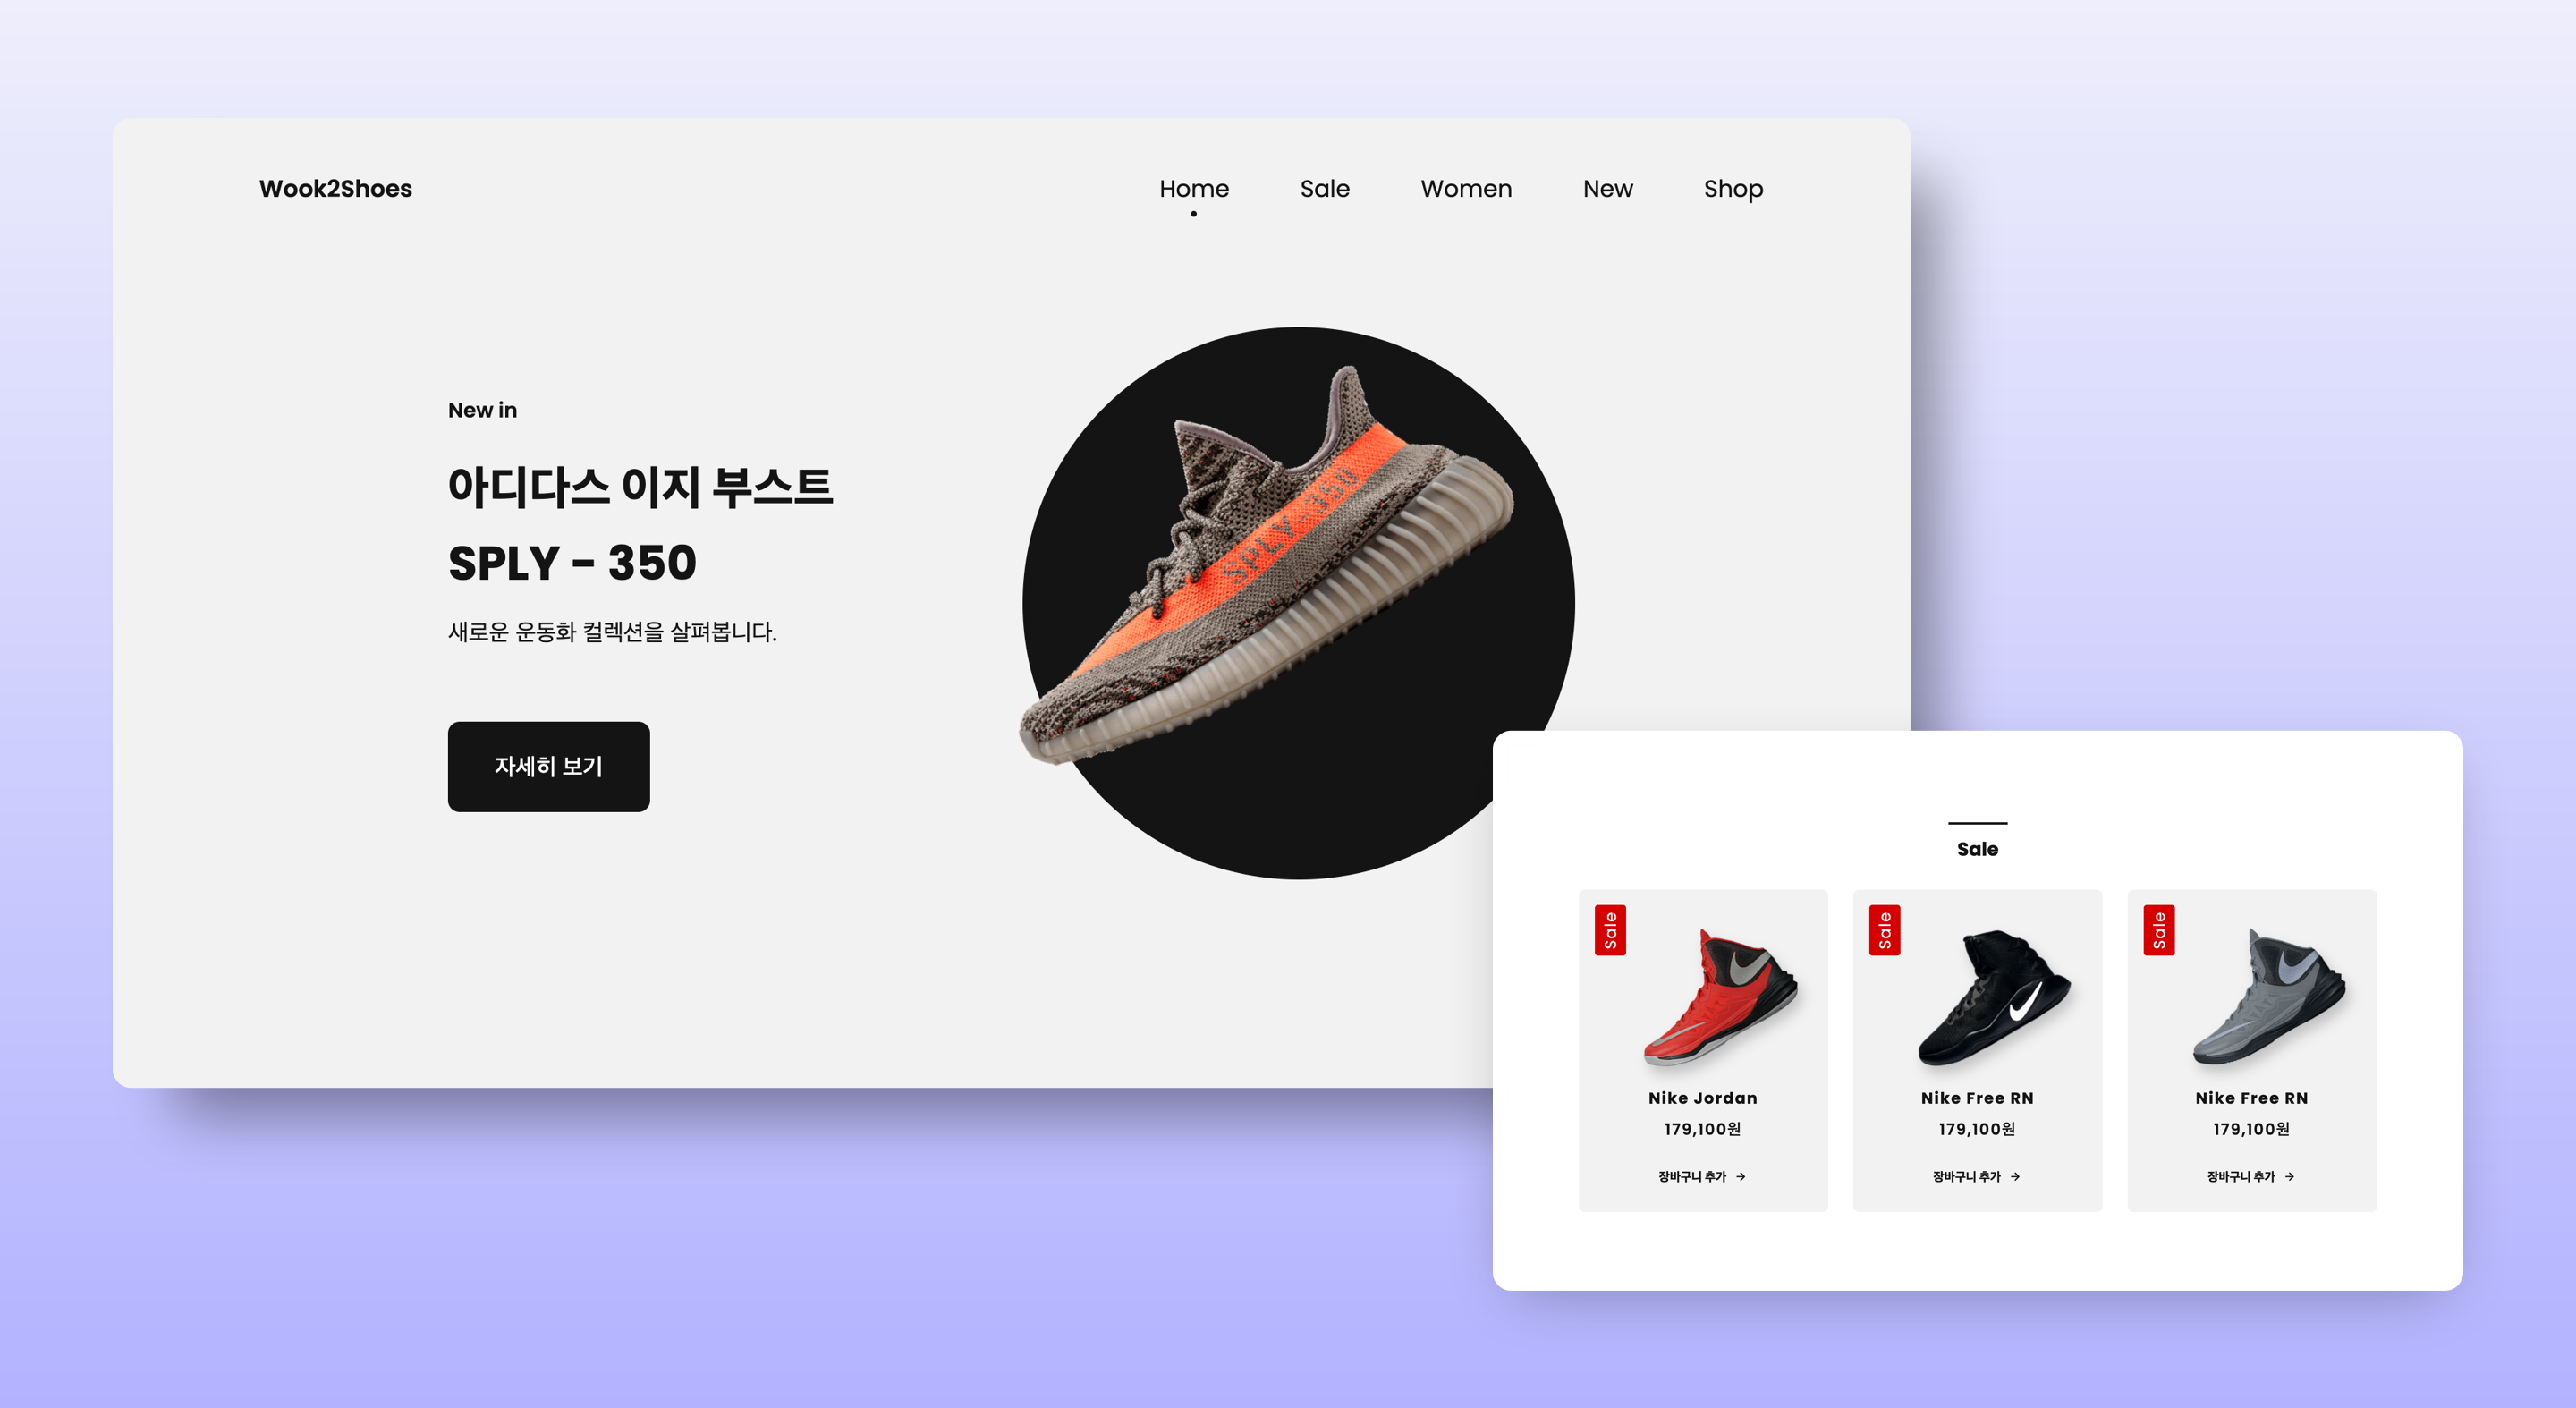 Wook2Shoes
Home Sale Women New Shop
New in
아디다스 이지 부스트
SPLY - 350
새로운 운동화 컬렉션을 살펴봅니다.
자세히 보기
SPLY-350
Sale
Sale
Nike Jordan
179,100원
장바구니 추가 →
Sale
Nike Free RN
179,100원
장바구니 추가 →
Sale
Nike Free RN
179,100원
장바구니 추가 →